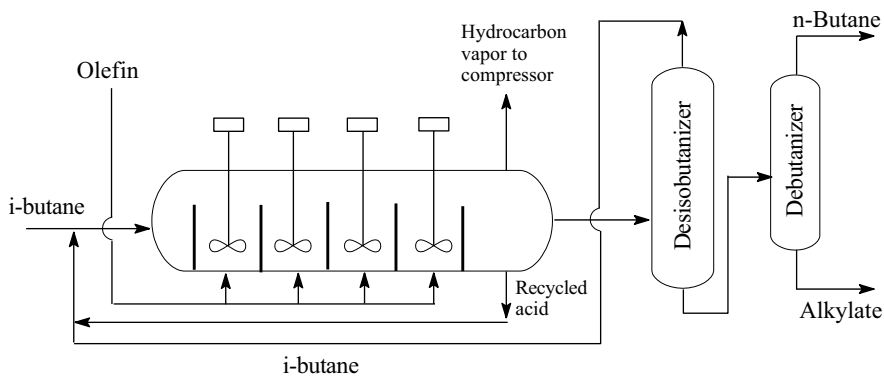 n-Butane
Hydrocarbon
vapor to
compressor
Olefin
i-butane
Desisobutanizer
Debutanizer
Recycled
acid
Alkylate
i-butane